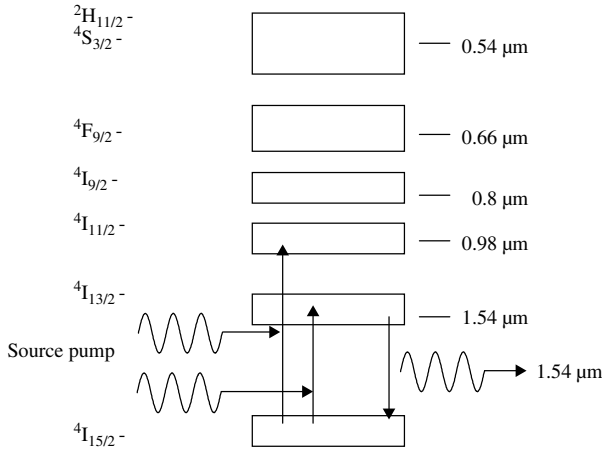 ²H₁₁/₂ -
⁴S₃/₂ -
0.54 µm
⁴F₉/₂ -
0.66 µm
⁴I₉/₂ -
0.8 µm
⁴I₁₁/₂ -
0.98 µm
⁴I₁₃/₂ -
1.54 µm
Source pump
1.54 µm
⁴I₁₅/₂ -